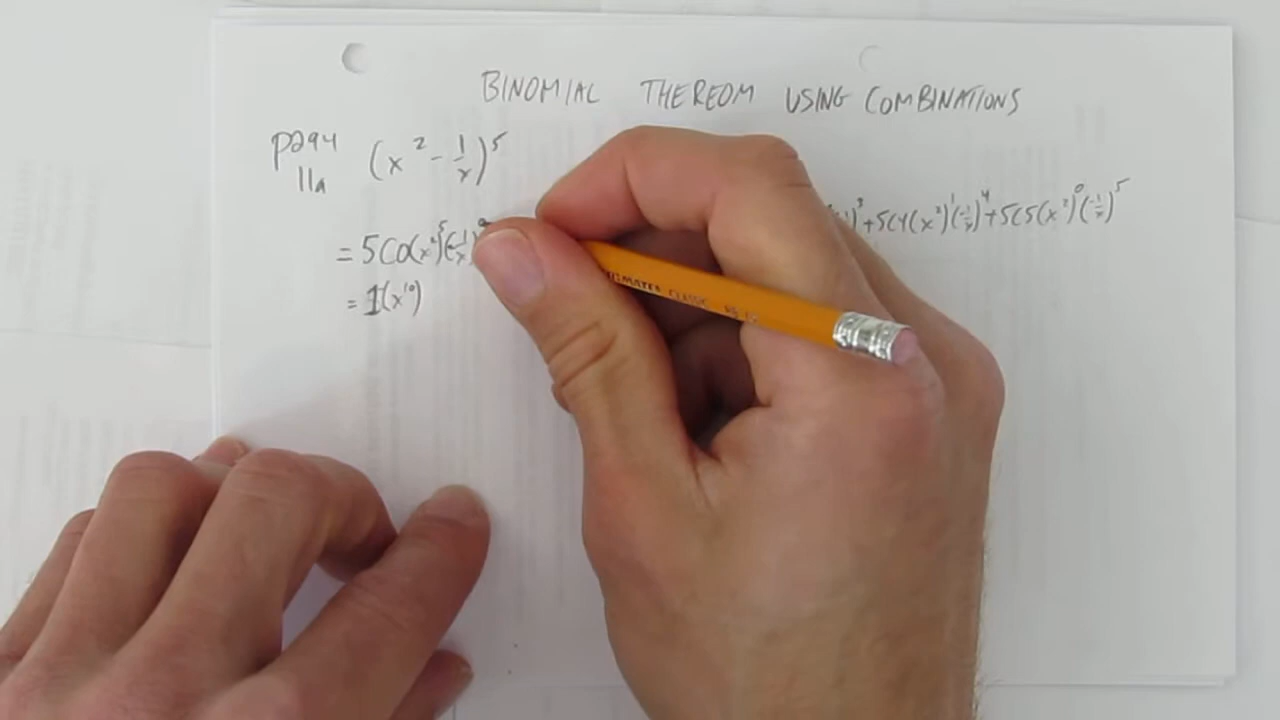 BINOMIAL THEREOM USING COMBINATIONS
p294 (x² - 1/x)⁵
11a
= 5C0(x²)⁵(-1/x)⁰ )³+5C4(x²)¹(-1/x)⁴+5C5(x²)⁰(-1/x)⁵
= 1(x¹⁰)